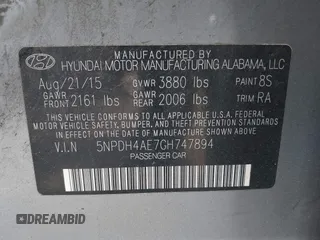 MANUFACTURED BY
HYUNDAI MOTOR MANUFACTURING ALABAMA, LLC
Aug/21/15 GVWR 3880 lbs PAINT 8S
GAWR FRONT 2161 lbs GAWR REAR 2006 lbs TRIM RA
THIS VEHICLE CONFORMS TO ALL APPLICABLE U.S. FEDERAL MOTOR VEHICLE SAFETY, BUMPER, AND THEFT PREVENTION STANDARDS IN EFFECT ON THE DATE OF MANUFACTURE SHOWN ABOVE.
V.I.N 5NPDH4AE7GH747894
PASSENGER CAR
DREAMBID